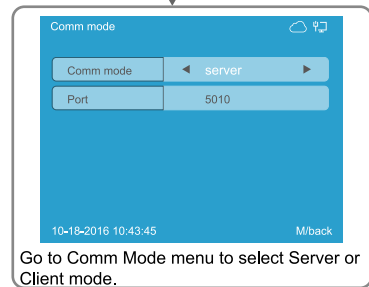 Comm mode
Comm mode ◀ server ▶
Port 5010
10-18-2016 10:43:45 M/back
Go to Comm Mode menu to select Server or
Client mode.